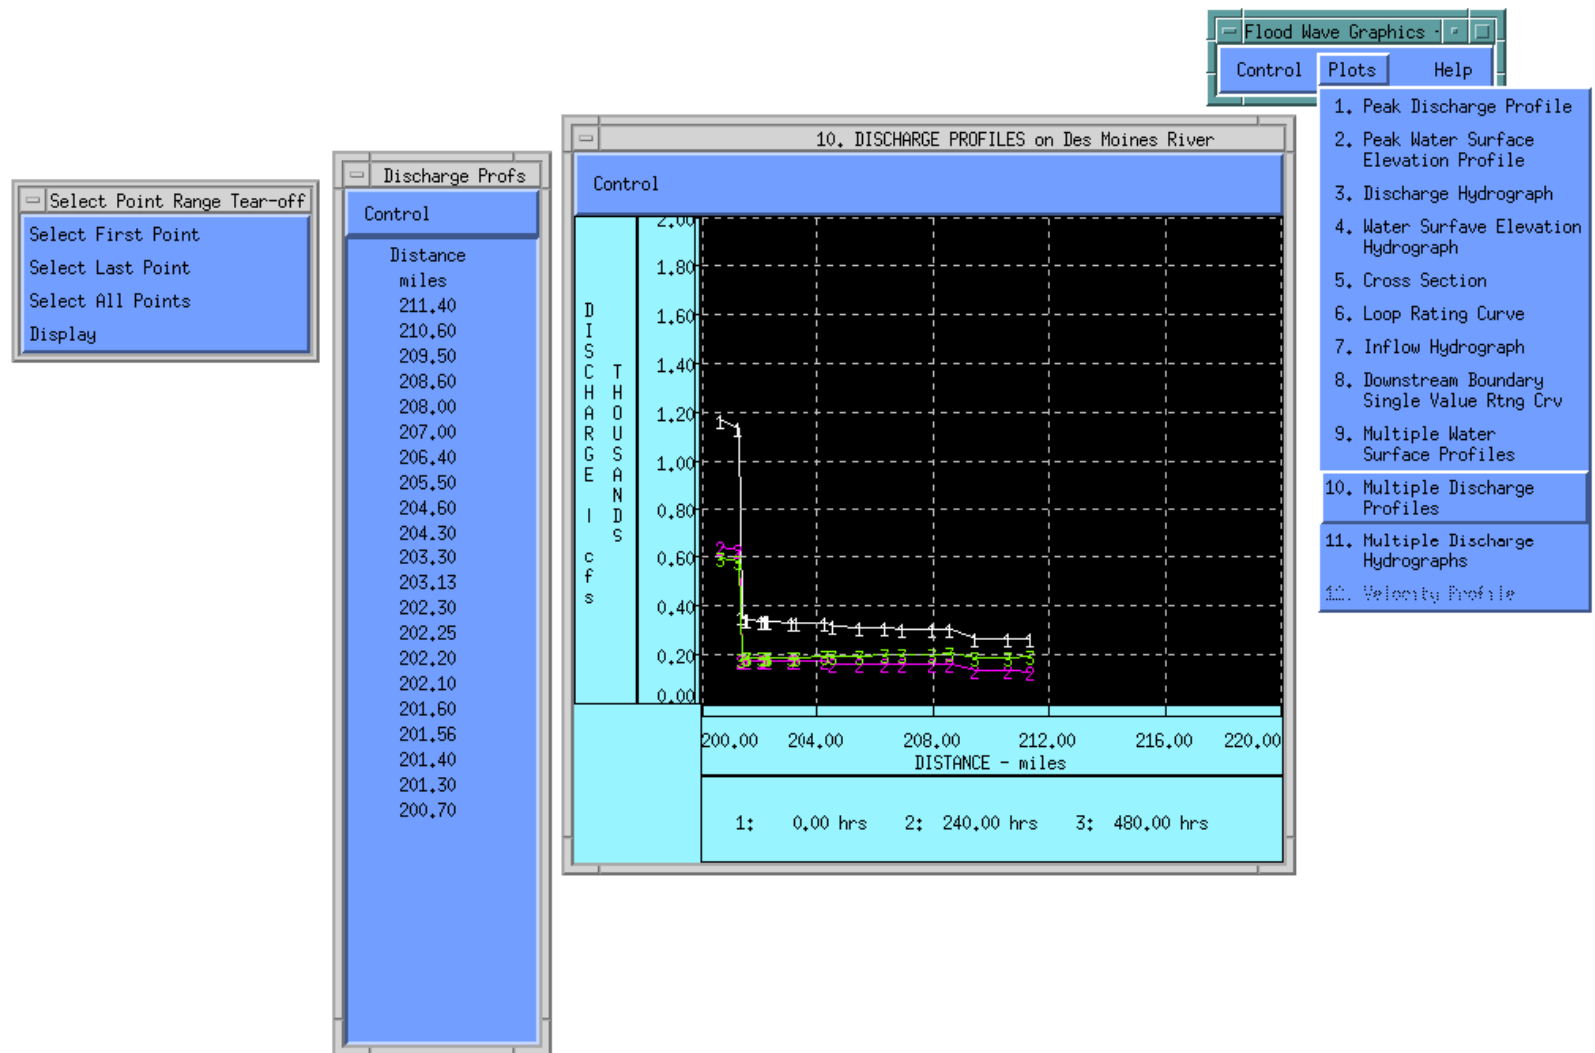 Flood Wave Graphics -
Control Plots Help
1. Peak Discharge Profile
2. Peak Water Surface
Elevation Profile
3. Discharge Hydrograph
4. Water Surfave Elevation
Hydrograph
5. Cross Section
6. Loop Rating Curve
7. Inflow Hydrograph
8. Downstream Boundary
Single Value Rtng Crv
9. Multiple Water
Surface Profiles
10. Multiple Discharge
Profiles
11. Multiple Discharge
Hydrographs
12. Velocity Profile
Select Point Range Tear-off
Select First Point
Select Last Point
Select All Points
Display
Discharge Profs
Control
Distance
miles
211.40
210.60
209.50
208.60
208.00
207.00
206.40
205.50
204.60
204.30
203.30
203.13
202.30
202.25
202.20
202.10
201.60
201.56
201.40
201.30
200.70
10. DISCHARGE PROFILES on Des Moines River
Control
DISCHARGE I cfs
THOUSANDS
2.00
1.80
1.60
1.40
1.20
1.00
0.80
0.60
0.40
0.20
0.00
200.00 204.00 208.00 212.00 216.00 220.00
DISTANCE - miles
1: 0.00 hrs 2: 240.00 hrs 3: 480.00 hrs